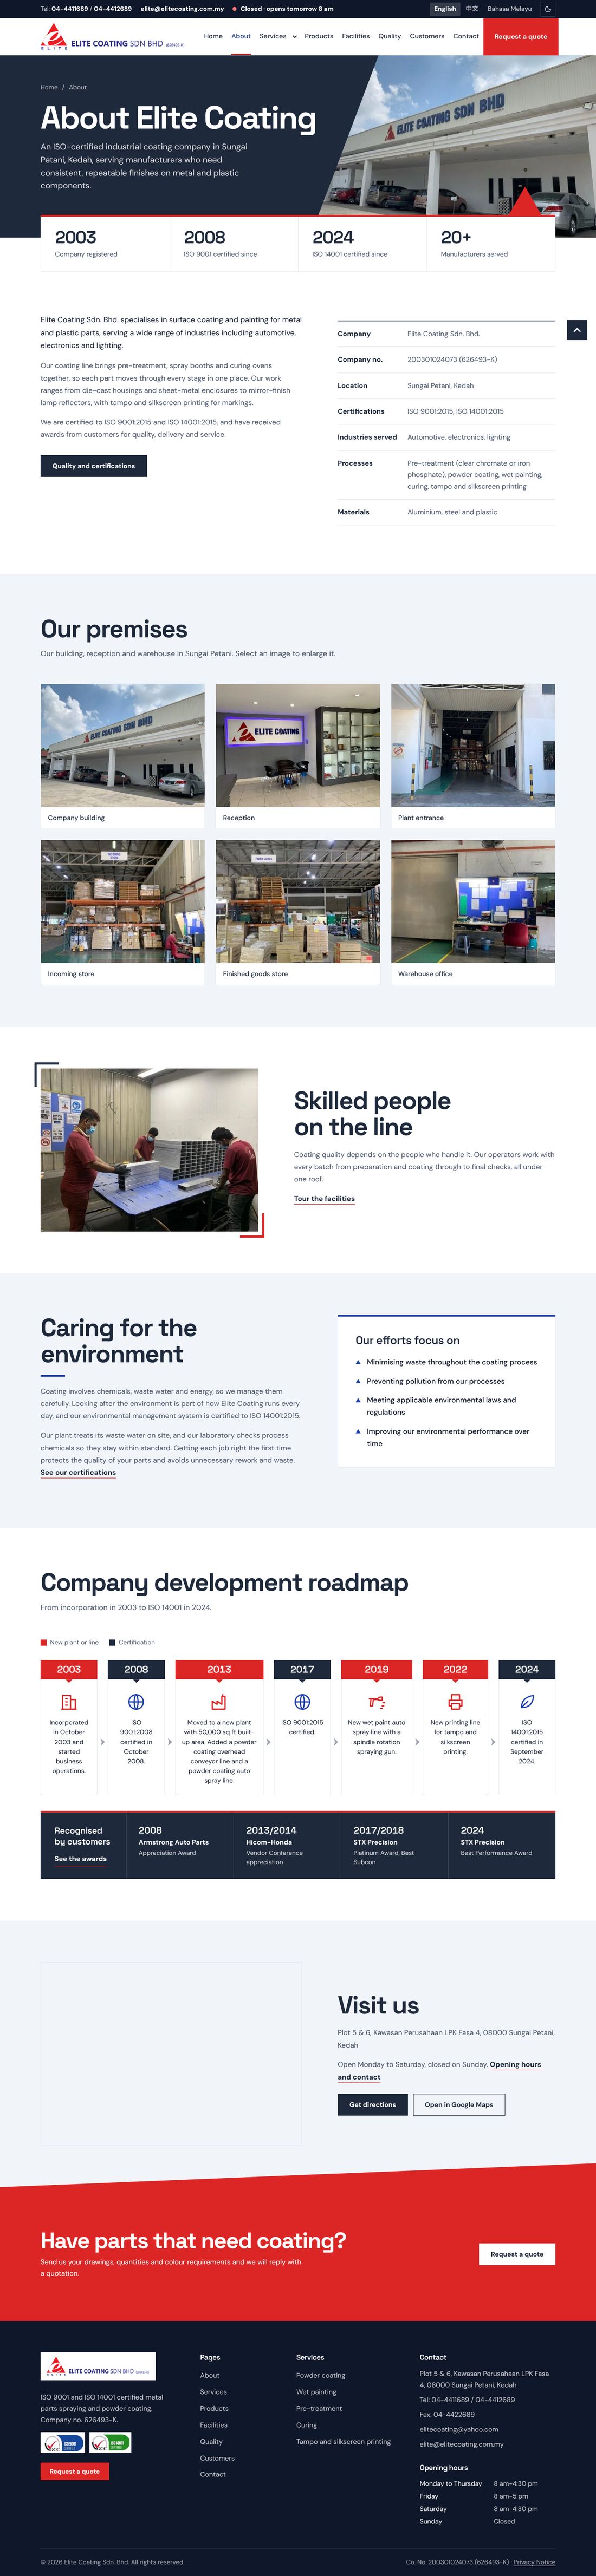 Tel: 04-4411689 / 04-4412689 elite@elitecoating.com.my Closed · opens tomorrow 8 am English 中文 Bahasa Melayu
ELITE COATING SDN BHD (626493-K)
ELITE
Home About Services Products Facilities Quality Customers Contact Request a quote
Home / About
About Elite Coating
An ISO-certified industrial coating company in Sungai
Petani, Kedah, serving manufacturers who need
consistent, repeatable finishes on metal and plastic
components.
ELITE COATING SDN BHD
2003
Company registered
2008
ISO 9001 certified since
2024
ISO 14001 certified since
20+
Manufacturers served
Elite Coating Sdn. Bhd. specialises in surface coating and painting for metal
and plastic parts, serving a wide range of industries including automotive,
electronics and lighting.
Our coating line brings pre-treatment, spray booths and curing ovens
together, so each part moves through every stage in one place. Our work
ranges from die-cast housings and sheet-metal enclosures to mirror-finish
lamp reflectors, with tampo and silkscreen printing for markings.
We are certified to ISO 9001:2015 and ISO 14001:2015, and have received
awards from customers for quality, delivery and service.
Quality and certifications
Company Elite Coating Sdn. Bhd.
Company no. 200301024073 (626493-K)
Location Sungai Petani, Kedah
Certifications ISO 9001:2015, ISO 14001:2015
Industries served Automotive, electronics, lighting
Processes Pre-treatment (clear chromate or iron
phosphate), powder coating, wet painting,
curing, tampo and silkscreen printing
Materials Aluminium, steel and plastic
Our premises
Our building, reception and warehouse in Sungai Petani. Select an image to enlarge it.
ELITE COATING SDN BHD
ELITE COATING
Company building
Reception
Plant entrance
Incoming store
Finished goods store
Warehouse office
Skilled people
on the line
Coating quality depends on the people who handle it. Our operators work with
every batch from preparation and coating through to final checks, all under
one roof.
Tour the facilities
Caring for the
environment
Coating involves chemicals, waste water and energy, so we manage them
carefully. Looking after the environment is part of how Elite Coating runs every
day, and our environmental management system is certified to ISO 14001:2015.
Our plant treats its waste water on site, and our laboratory checks process
chemicals so they stay within standard. Getting each job right the first time
protects the quality of your parts and avoids unnecessary rework and waste.
See our certifications
Our efforts focus on
Minimising waste throughout the coating process
Preventing pollution from our processes
Meeting applicable environmental laws and
regulations
Improving our environmental performance over
time
Company development roadmap
From incorporation in 2003 to ISO 14001 in 2024.
New plant or line Certification
2003
Incorporated
in October
2003 and
started
business
operations.
2008
ISO
9001:2008
certified in
October
2008.
2013
Moved to a new plant
with 50,000 sq ft built-
up area. Added a powder
coating overhead
conveyor line and a
powder coating auto
spray line.
2017
ISO 9001:2015
certified.
2019
New wet paint auto
spray line with a
spindle rotation
spraying gun.
2022
New printing line
for tampo and
silkscreen
printing.
2024
ISO
14001:2015
certified in
September
2024.
Recognised
by customers
See the awards
2008
Armstrong Auto Parts
Appreciation Award
2013/2014
Hicom-Honda
Vendor Conference
appreciation
2017/2018
STX Precision
Platinum Award, Best
Subcon
2024
STX Precision
Best Performance Award
Visit us
Plot 5 & 6, Kawasan Perusahaan LPK Fasa 4, 08000 Sungai Petani,
Kedah
Open Monday to Saturday, closed on Sunday. Opening hours
and contact
Get directions Open in Google Maps
Have parts that need coating?
Send us your drawings, quantities and colour requirements and we will reply with
a quotation.
Request a quote
ELITE COATING SDN BHD
ELITE
ISO 9001 and ISO 14001 certified metal
parts spraying and powder coating.
Company no. 626493-K.
Request a quote
Pages
About
Services
Products
Facilities
Quality
Customers
Contact
Services
Powder coating
Wet painting
Pre-treatment
Curing
Tampo and silkscreen printing
Contact
Plot 5 & 6, Kawasan Perusahaan LPK Fasa
4, 08000 Sungai Petani, Kedah
Tel: 04-4411689 / 04-4412689
Fax: 04-4422689
elitecoating@yahoo.com
elite@elitecoating.com.my
Opening hours
Monday to Thursday 8 am–4:30 pm
Friday 8 am–5 pm
Saturday 8 am–4:30 pm
Sunday Closed
© 2026 Elite Coating Sdn. Bhd. All rights reserved.
Co. No. 200301024073 (626493-K) · Privacy Notice